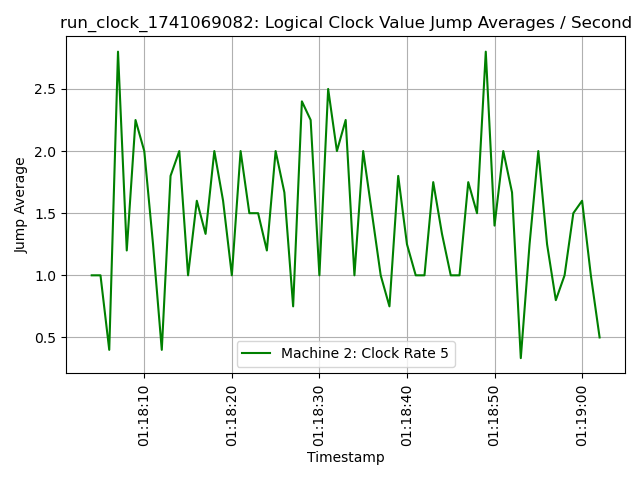 run_clock_1741069082: Logical Clock Value Jump Averages / Second
Jump Average
2.5
2.0
1.5
1.0
0.5
Machine 2: Clock Rate 5
01:18:10
01:18:20
01:18:30
01:18:40
01:18:50
01:19:00
Timestamp